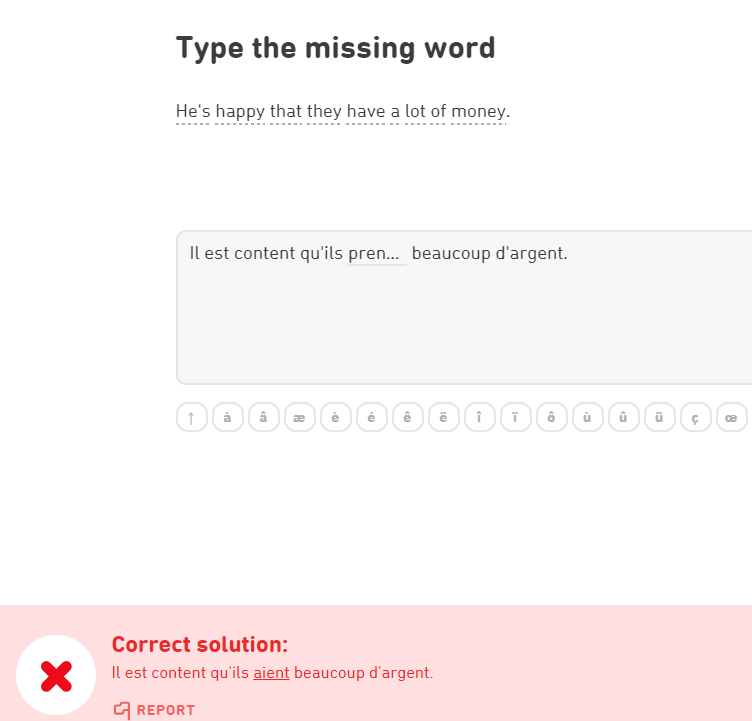 Type the missing word
He's happy that they have a lot of money.
Il est content qu'ils pren... beaucoup d'argent.
↑ à â æ è é ê ë î ï ô ù û ü ç œ
Correct solution:
Il est content qu'ils aient beaucoup d'argent.
REPORT